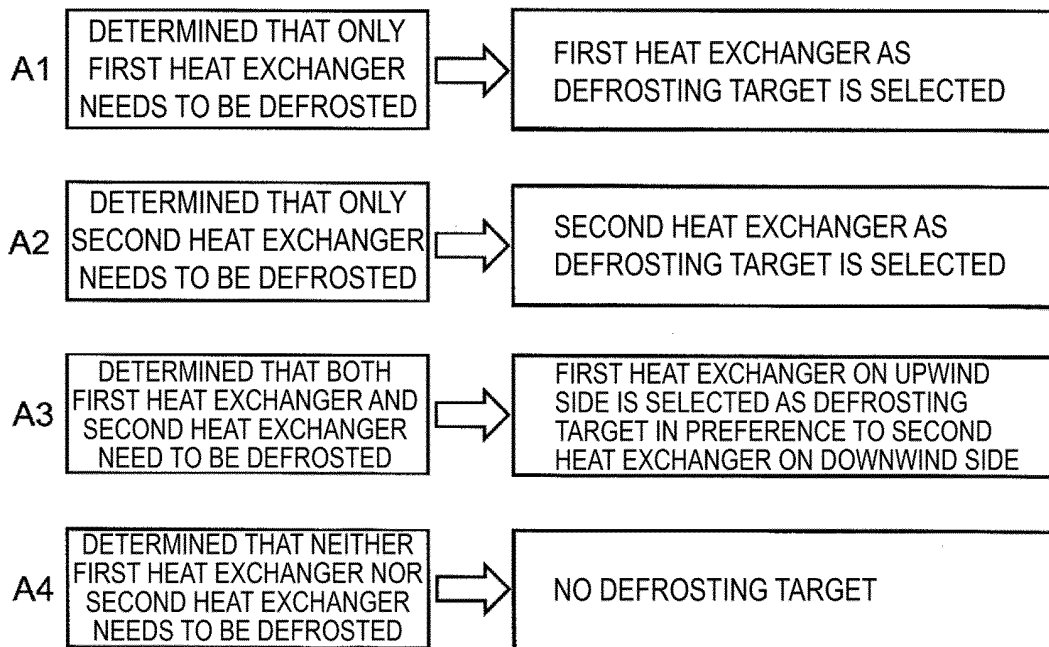 A1
DETERMINED THAT ONLY
FIRST HEAT EXCHANGER
NEEDS TO BE DEFROSTED
FIRST HEAT EXCHANGER AS
DEFROSTING TARGET IS SELECTED
A2
DETERMINED THAT ONLY
SECOND HEAT EXCHANGER
NEEDS TO BE DEFROSTED
SECOND HEAT EXCHANGER AS
DEFROSTING TARGET IS SELECTED
A3
DETERMINED THAT BOTH
FIRST HEAT EXCHANGER AND
SECOND HEAT EXCHANGER
NEED TO BE DEFROSTED
FIRST HEAT EXCHANGER ON UPWIND
SIDE IS SELECTED AS DEFROSTING
TARGET IN PREFERENCE TO SECOND
HEAT EXCHANGER ON DOWNWIND SIDE
A4
DETERMINED THAT NEITHER
FIRST HEAT EXCHANGER NOR
SECOND HEAT EXCHANGER
NEEDS TO BE DEFROSTED
NO DEFROSTING TARGET